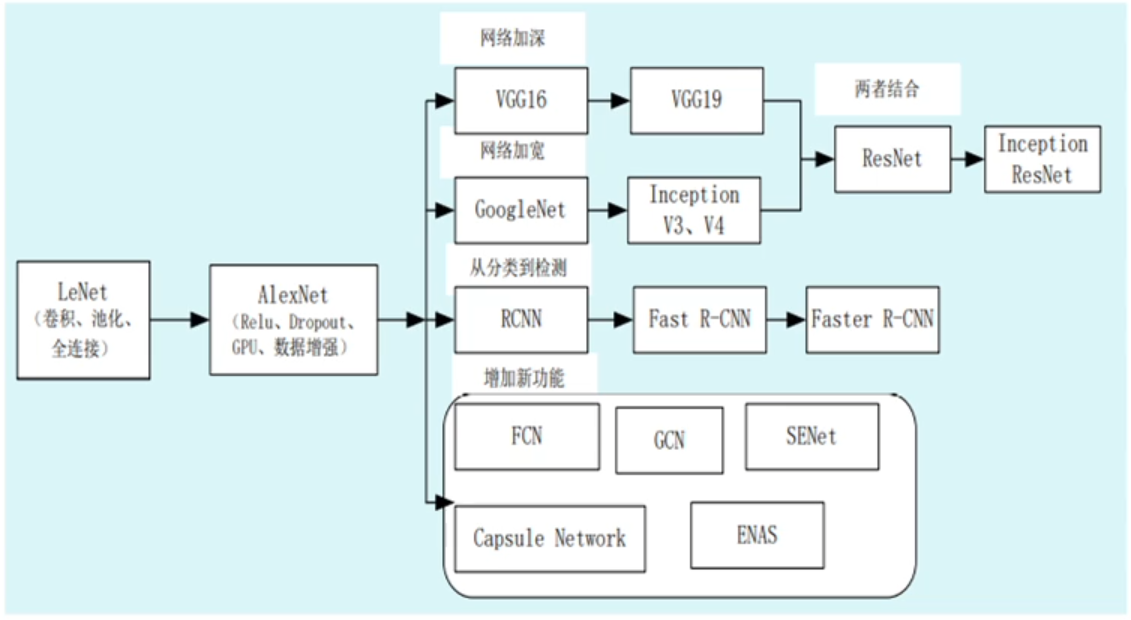 网络加深
VGG16
VGG19
两者结合
网络加宽
ResNet
Inception
ResNet
GoogleNet
Inception
V3、V4
从分类到检测
LeNet
（卷积、池化、
全连接）
AlexNet
（Relu、Dropout、
GPU、数据增强）
RCNN
Fast R-CNN
Faster R-CNN
增加新功能
FCN
GCN
SENet
Capsule Network
ENAS